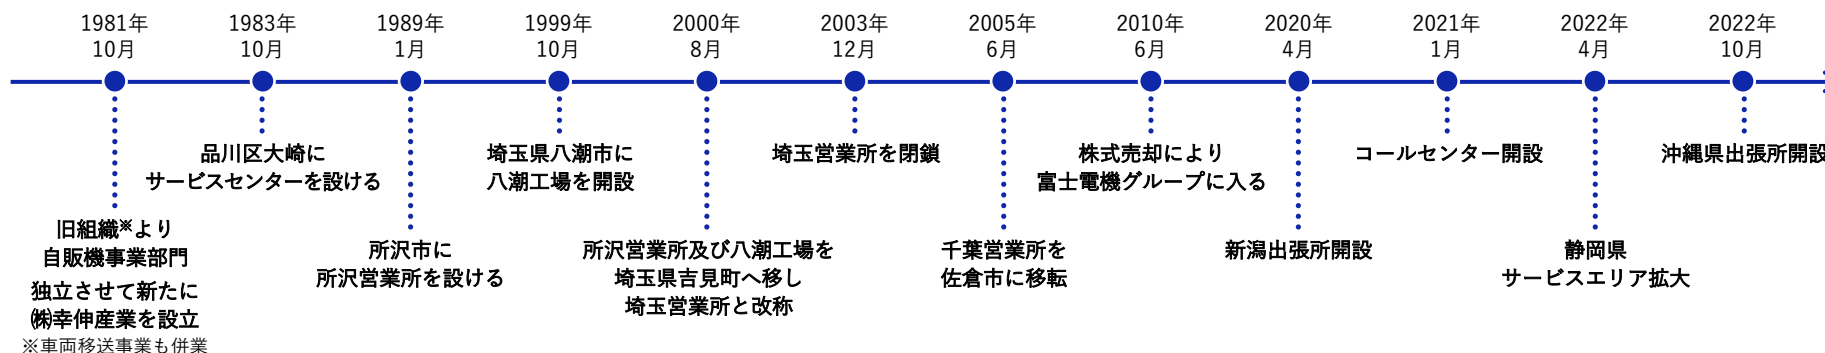 1981年
10月
旧組織※より
自販機事業部門
独立させて新たに
㈱幸伸産業を設立
※車両移送事業も併業
1983年
10月
品川区大崎に
サービスセンターを設ける
1989年
1月
所沢市に
所沢営業所を設ける
1999年
10月
埼玉県八潮市に
八潮工場を開設
2000年
8月
所沢営業所及び八潮工場を
埼玉県吉見町へ移し
埼玉営業所と改称
2003年
12月
埼玉営業所を閉鎖
2005年
6月
千葉営業所を
佐倉市に移転
2010年
6月
株式売却により
富士電機グループに入る
2020年
4月
新潟出張所開設
2021年
1月
コールセンター開設
2022年
4月
静岡県
サービスエリア拡大
2022年
10月
沖縄県出張所開設